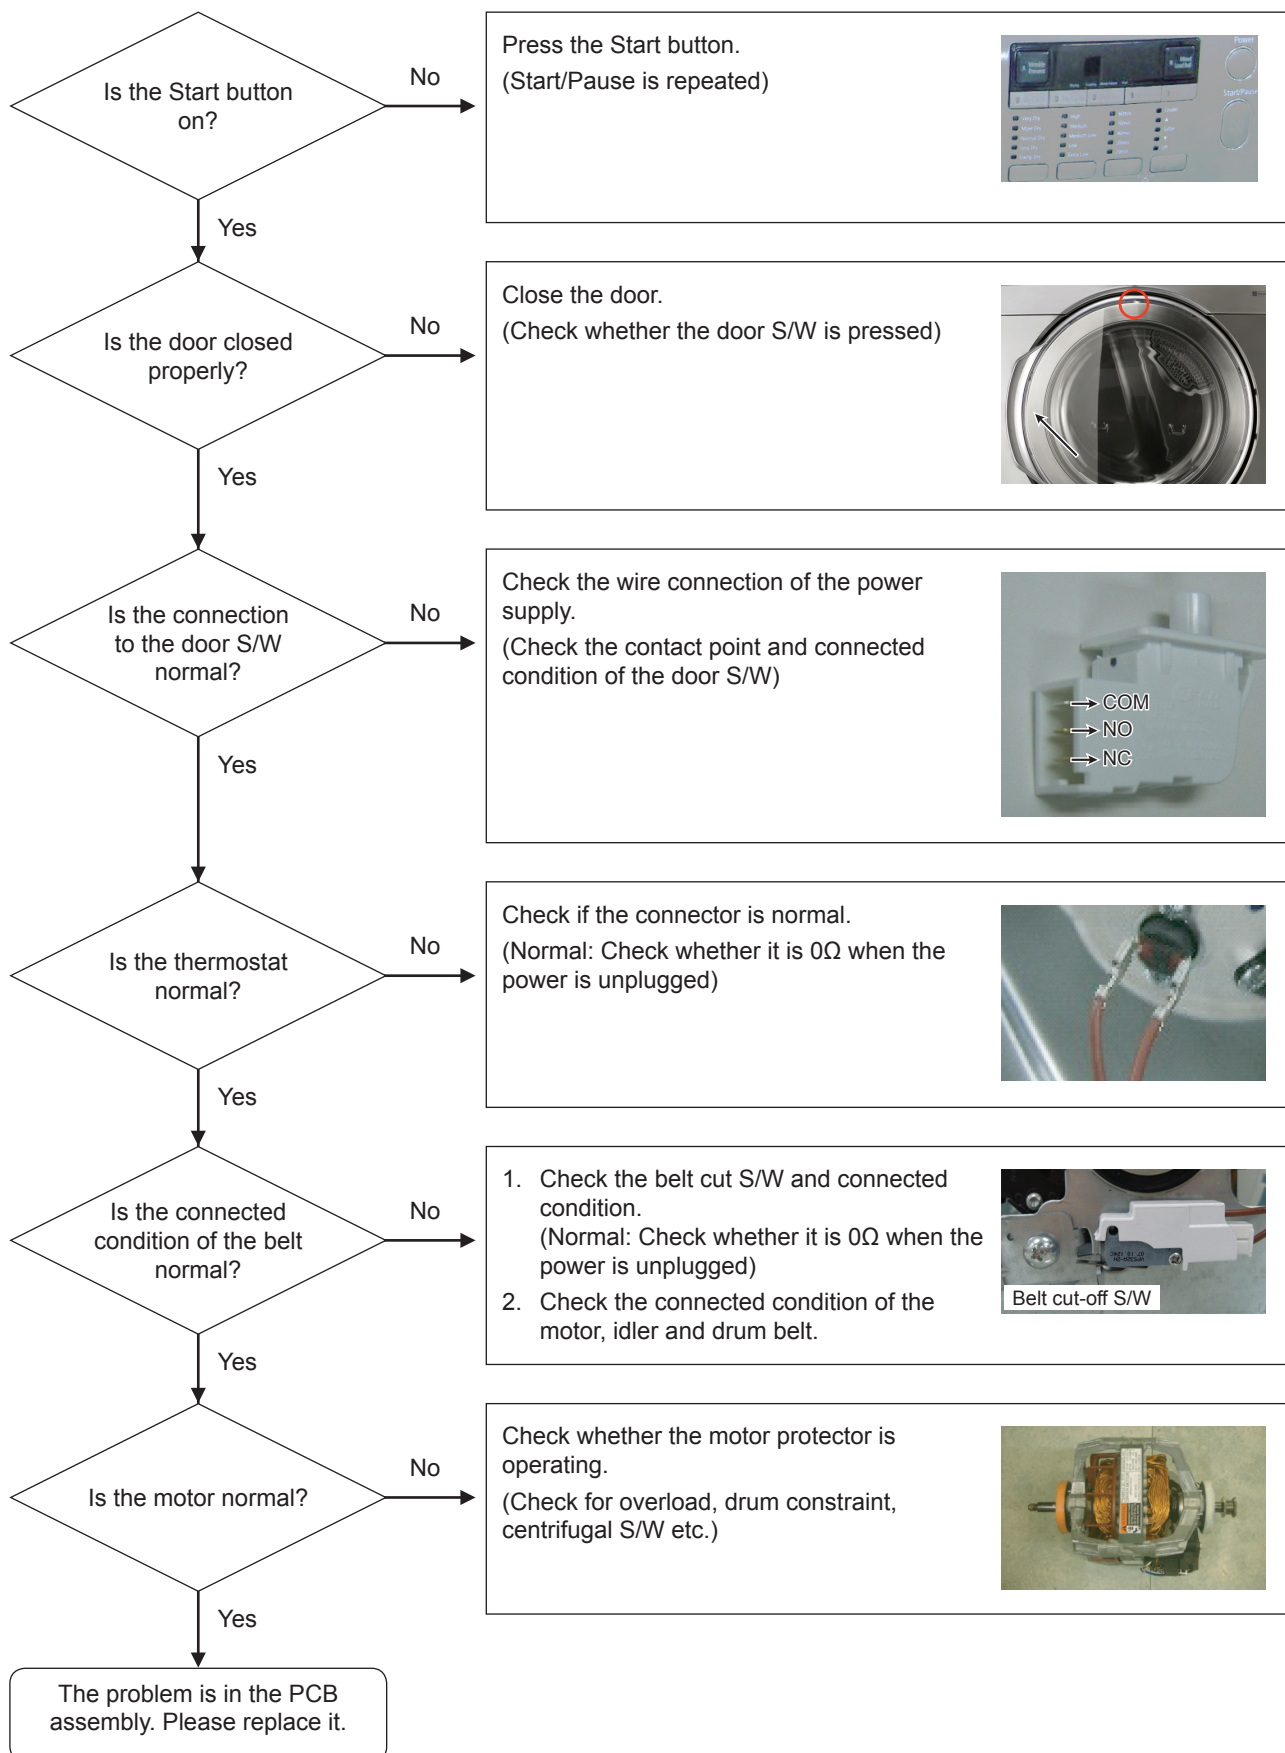 Is the Start button
on?
No
Yes
Press the Start button.
(Start/Pause is repeated)
Power
Start/Pause
Is the door closed
properly?
No
Yes
Close the door.
(Check whether the door S/W is pressed)
Is the connection
to the door S/W
normal?
No
Yes
Check the wire connection of the power
supply.
(Check the contact point and connected
condition of the door S/W)
COM
NO
NC
Is the thermostat
normal?
No
Yes
Check if the connector is normal.
(Normal: Check whether it is 0Ω when the
power is unplugged)
Is the connected
condition of the belt
normal?
No
Yes
1. Check the belt cut S/W and connected
condition.
(Normal: Check whether it is 0Ω when the
power is unplugged)
2. Check the connected condition of the
motor, idler and drum belt.
Belt cut-off S/W
Is the motor normal?
No
Yes
Check whether the motor protector is
operating.
(Check for overload, drum constraint,
centrifugal S/W etc.)
The problem is in the PCB
assembly. Please replace it.